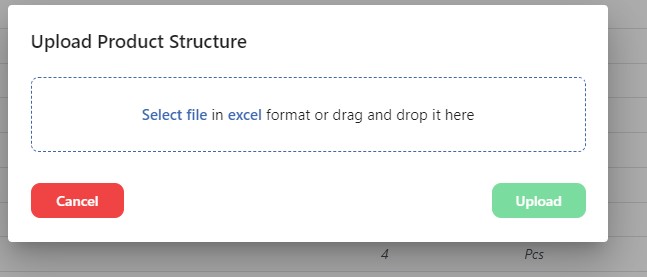 Upload Product Structure
Select file in excel format or drag and drop it here
Cancel Upload
4 Pcs